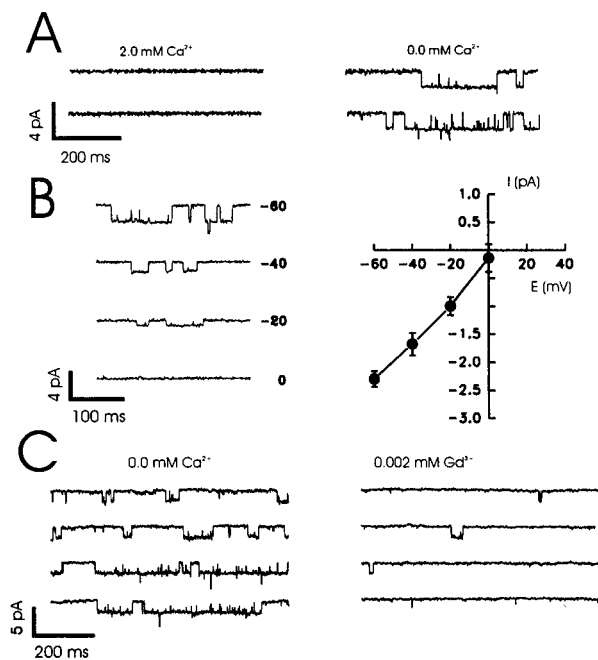 A
2.0 mM Ca²⁺
0.0 mM Ca²⁻
4 pA
200 ms
B
-60
-40
-20
0
4 pA
100 ms
I (pA)
1.0
0.5
-60 -40 -20 20 40
E (mV)
-1.5
-2.0
-2.5
-3.0
C
0.0 mM Ca²⁺
0.002 mM Gd³⁻
5 pA
200 ms